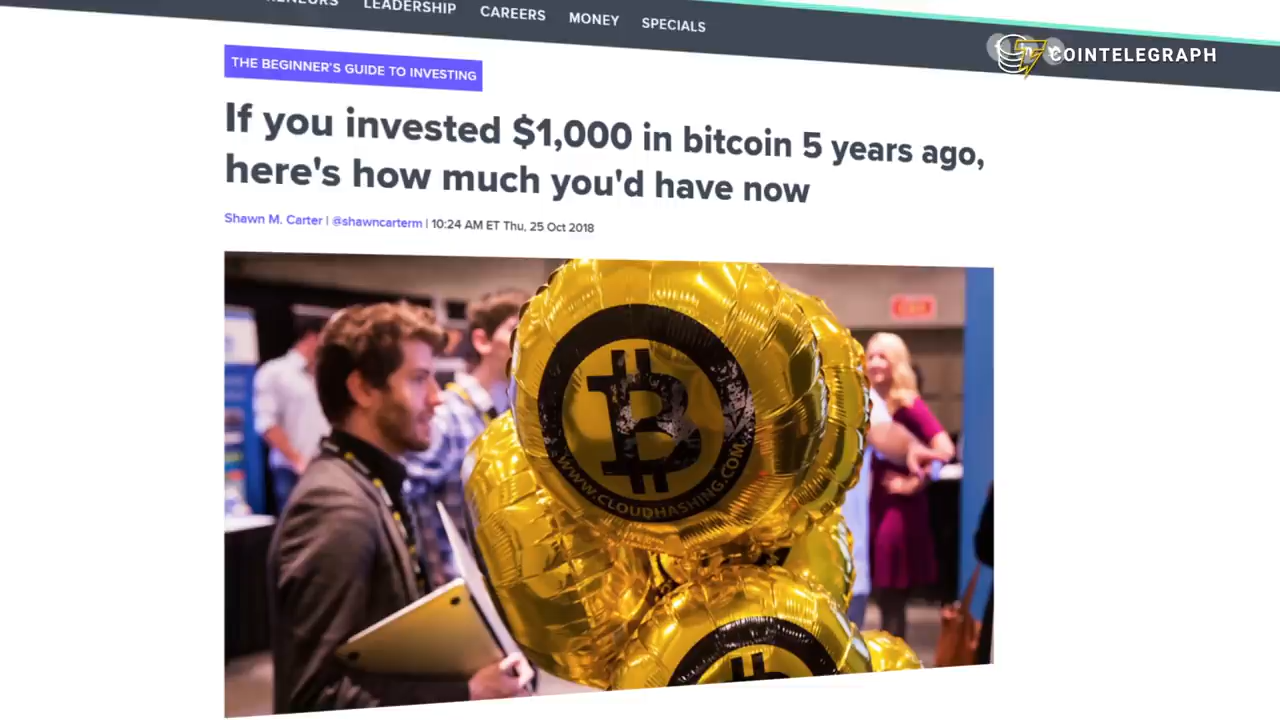 LEADERSHIP CAREERS MONEY SPECIALS
COINTELEGRAPH
THE BEGINNER'S GUIDE TO INVESTING
If you invested $1,000 in bitcoin 5 years ago,
here's how much you'd have now
Shawn M. Carter | @shawncarterm | 10:24 AM ET Thu, 25 Oct 2018
WWW.CLOUDHASHING.COM